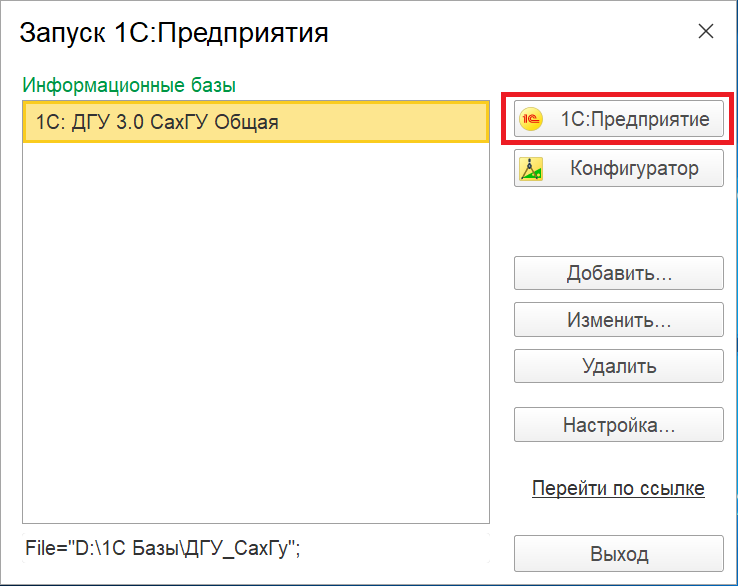 Запуск 1С:Предприятия
Информационные базы
1С: ДГУ 3.0 СахГУ Общая
1С:Предприятие
Конфигуратор
Добавить...
Изменить...
Удалить
Настройка...
Перейти по ссылке
File="D:\1С Базы\ДГУ_СахГу";
Выход